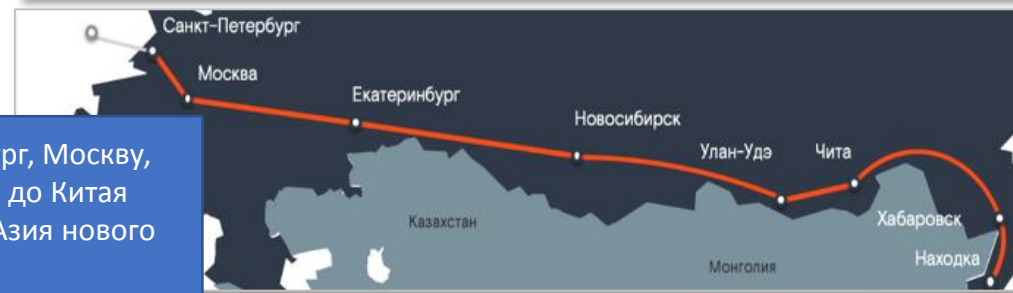 Санкт-Петербург
Москва
Екатеринбург
Новосибирск
Улан-Удэ
Чита
Хабаровск
Находка
Казахстан
Монголия
рг, Москву,
до Китая
Азия нового